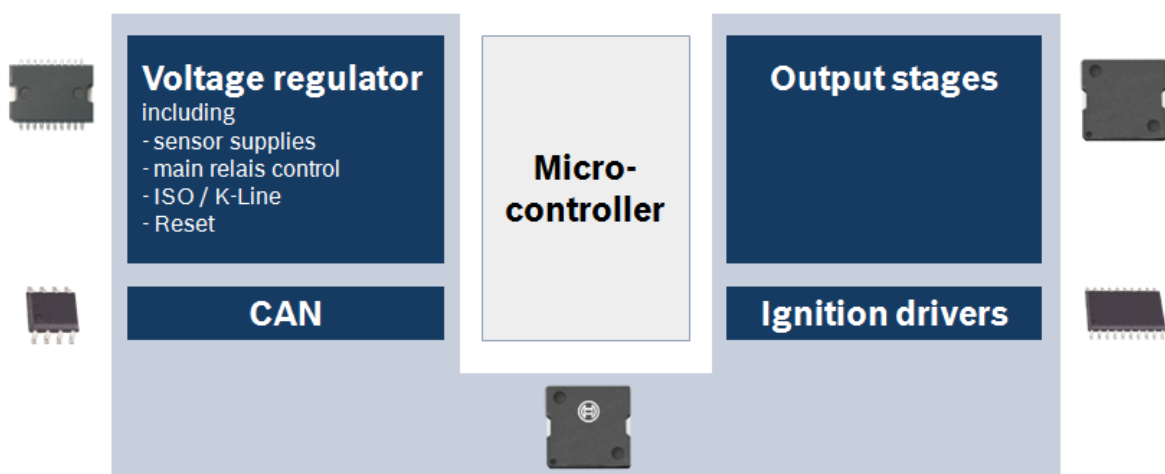 Voltage regulator
including
- sensor supplies
- main relais control
- ISO / K-Line
- Reset
CAN
Micro-
controller
Output stages
Ignition drivers